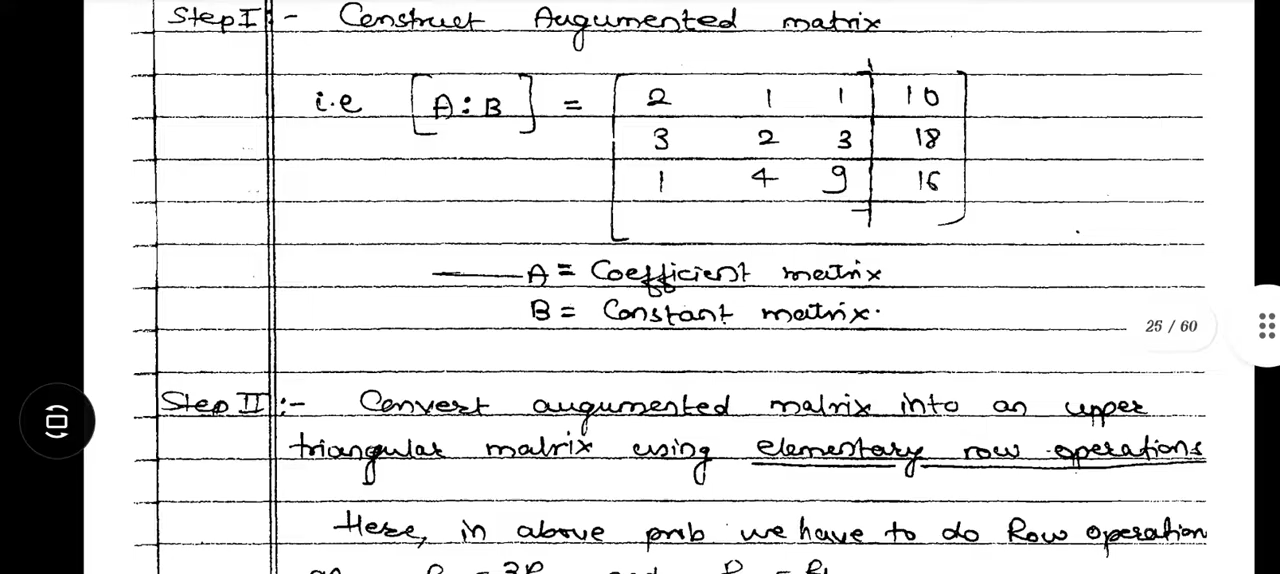 Step I :- Construct Augumented matrix
i.e [A : B] = [ 2 1 1 | 10
3 2 3 | 18
1 4 9 | 16 ]
A = Coefficient matrix
B = Constant matrix.
25 / 60
Step II :- Convert augumented matrix into an upper
triangular matrix using elementary row operations
Here, in above prob we have to do Row operation